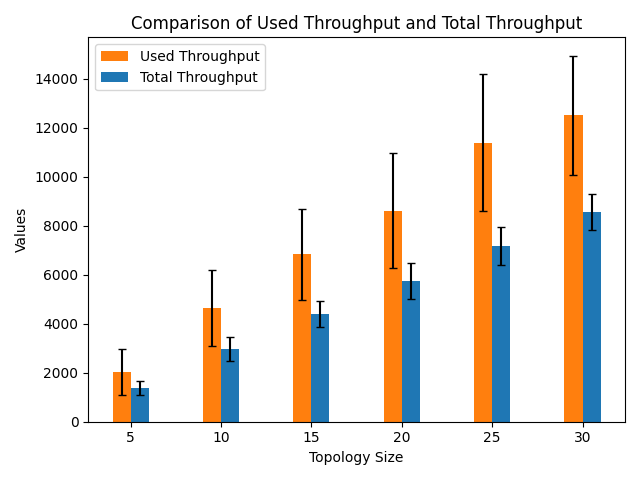 Comparison of Used Throughput and Total Throughput
Used Throughput
Total Throughput
Values
14000
12000
10000
8000
6000
4000
2000
0
5 10 15 20 25 30
Topology Size